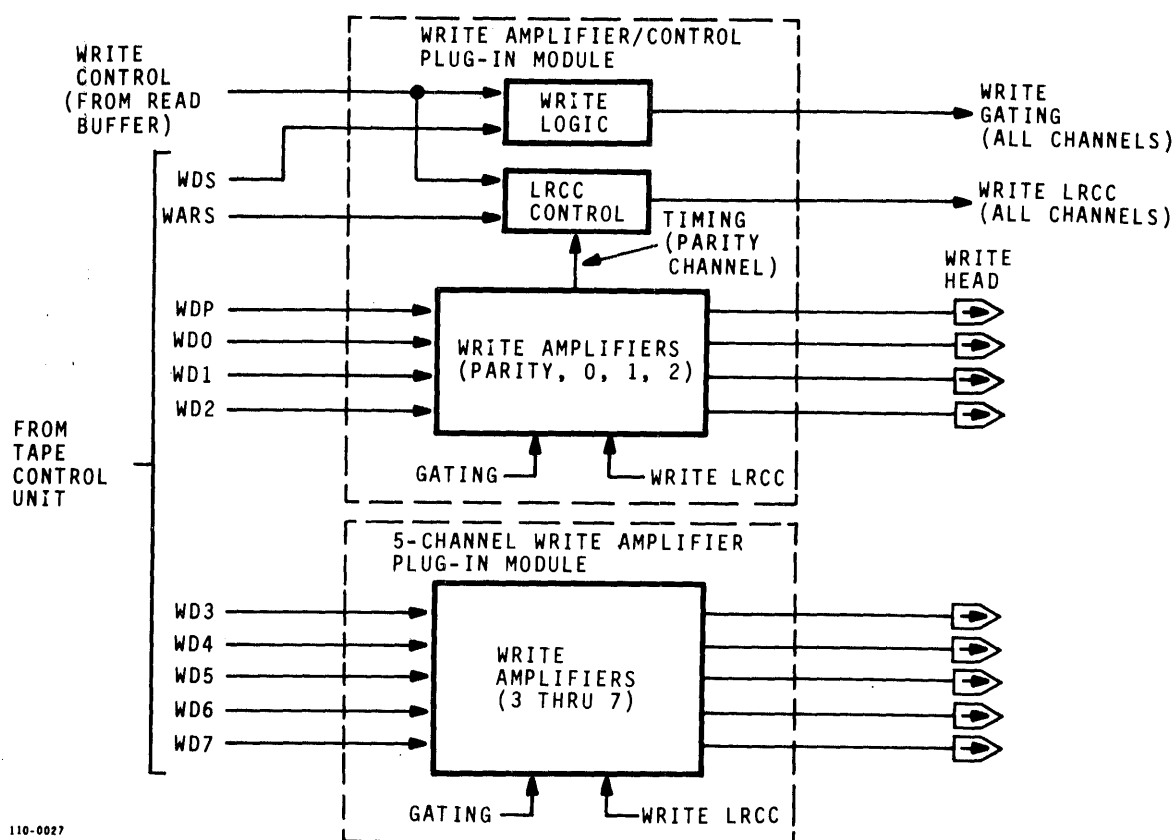 WRITE AMPLIFIER/CONTROL
PLUG-IN MODULE
WRITE
CONTROL
(FROM READ
BUFFER)
WRITE
LOGIC
WRITE
GATING
(ALL CHANNELS)
WDS
WARS
LRCC
CONTROL
WRITE LRCC
(ALL CHANNELS)
TIMING
(PARITY
CHANNEL)
WRITE
HEAD
WDP
WD0
WD1
WD2
WRITE AMPLIFIERS
(PARITY, 0, 1, 2)
GATING
WRITE LRCC
FROM
TAPE
CONTROL
UNIT
5-CHANNEL WRITE AMPLIFIER
PLUG-IN MODULE
WD3
WD4
WD5
WD6
WD7
WRITE
AMPLIFIERS
(3 THRU 7)
GATING
WRITE LRCC
110-0027